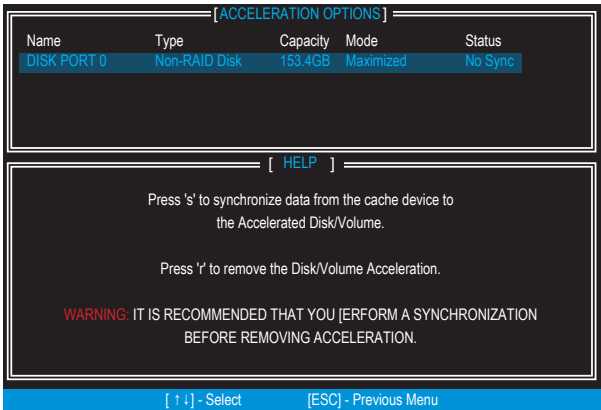 [ACCELERATION OPTIONS]
Name Type Capacity Mode Status
DISK PORT 0 Non-RAID Disk 153.4GB Maximized No Sync
[ HELP ]
Press 's' to synchronize data from the cache device to
the Accelerated Disk/Volume.
Press 'r' to remove the Disk/Volume Acceleration.
WARNING: IT IS RECOMMENDED THAT YOU [ERFORM A SYNCHRONIZATION
BEFORE REMOVING ACCELERATION.
[ ↑↓] - Select [ESC] - Previous Menu